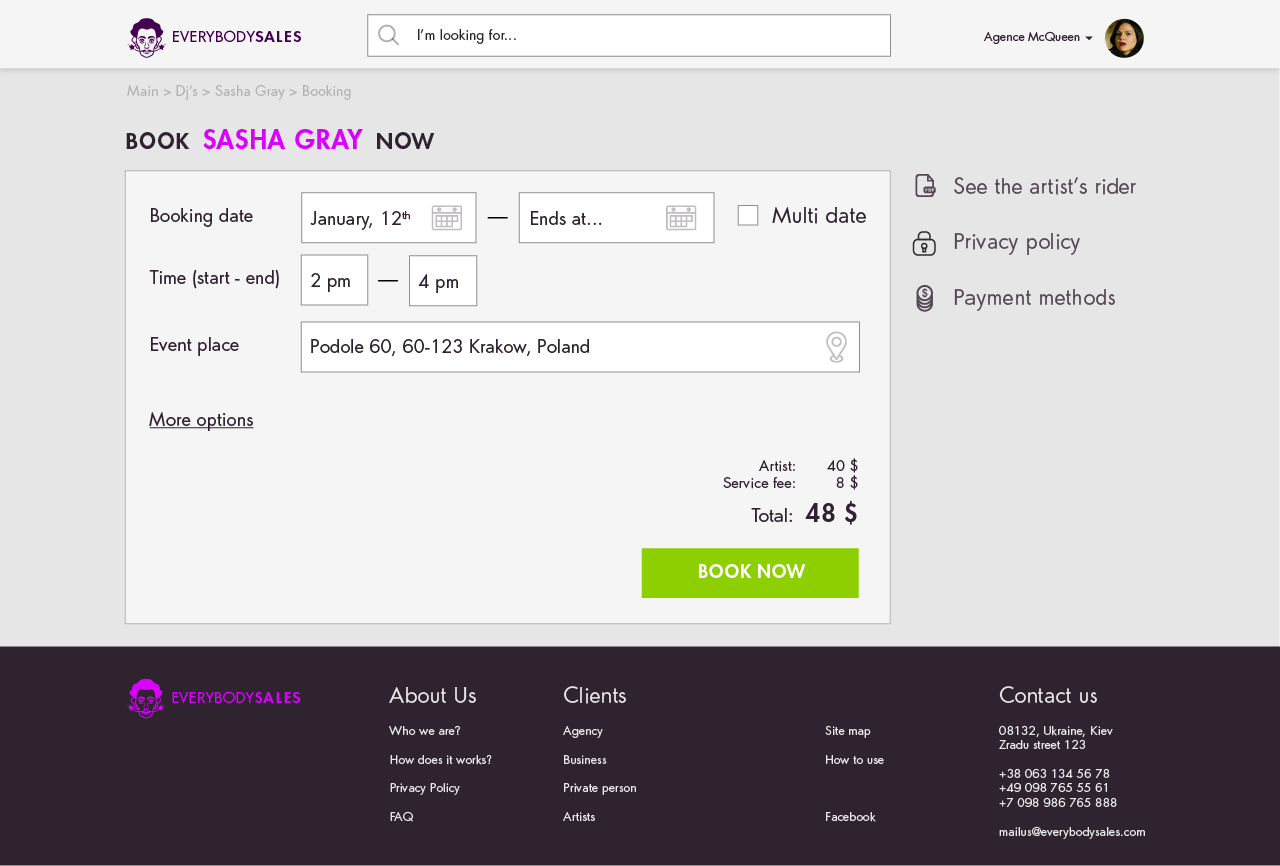 EVERYBODYSALES
I'm looking for...
Agence McQueen
Main > Dj's > Sasha Gray > Booking
BOOK SASHA GRAY NOW
Booking date
January, 12th
—
Ends at...
Multi date
Time (start - end)
2 pm
—
4 pm
Event place
Podole 60, 60-123 Krakow, Poland
More options
Artist: 40 $
Service fee: 8 $
Total: 48 $
BOOK NOW
PDF
See the artist's rider
Privacy policy
$
Payment methods
EVERYBODYSALES
About Us
Who we are?
How does it works?
Privacy Policy
FAQ
Clients
Agency
Business
Private person
Artists
Site map
How to use
Facebook
Contact us
08132, Ukraine, Kiev
Zradu street 123
+38 063 134 56 78
+49 098 765 55 61
+7 098 986 765 888
mailus@everybodysales.com